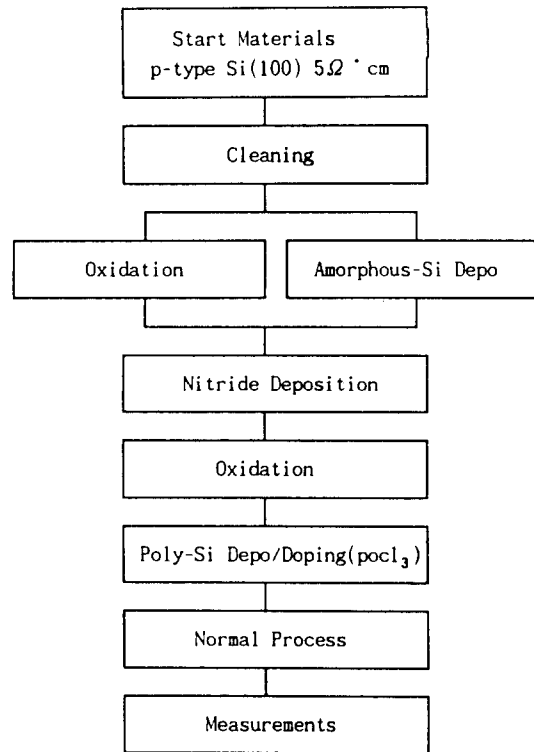 Start Materials
p-type Si(100) 5Ω˚cm
Cleaning
Oxidation
Amorphous-Si Depo
Nitride Deposition
Oxidation
Poly-Si Depo/Doping(pocl₃)
Normal Process
Measurements